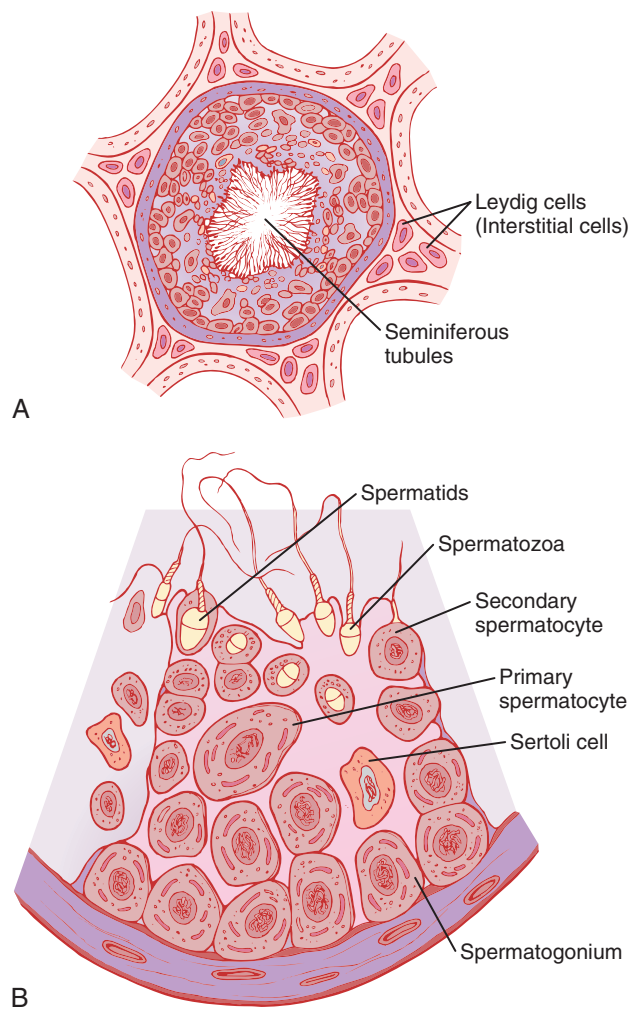 Leydig cells
(Interstitial cells)
Seminiferous
tubules
A
Spermatids
Spermatozoa
Secondary
spermatocyte
Primary
spermatocyte
Sertoli cell
Spermatogonium
B